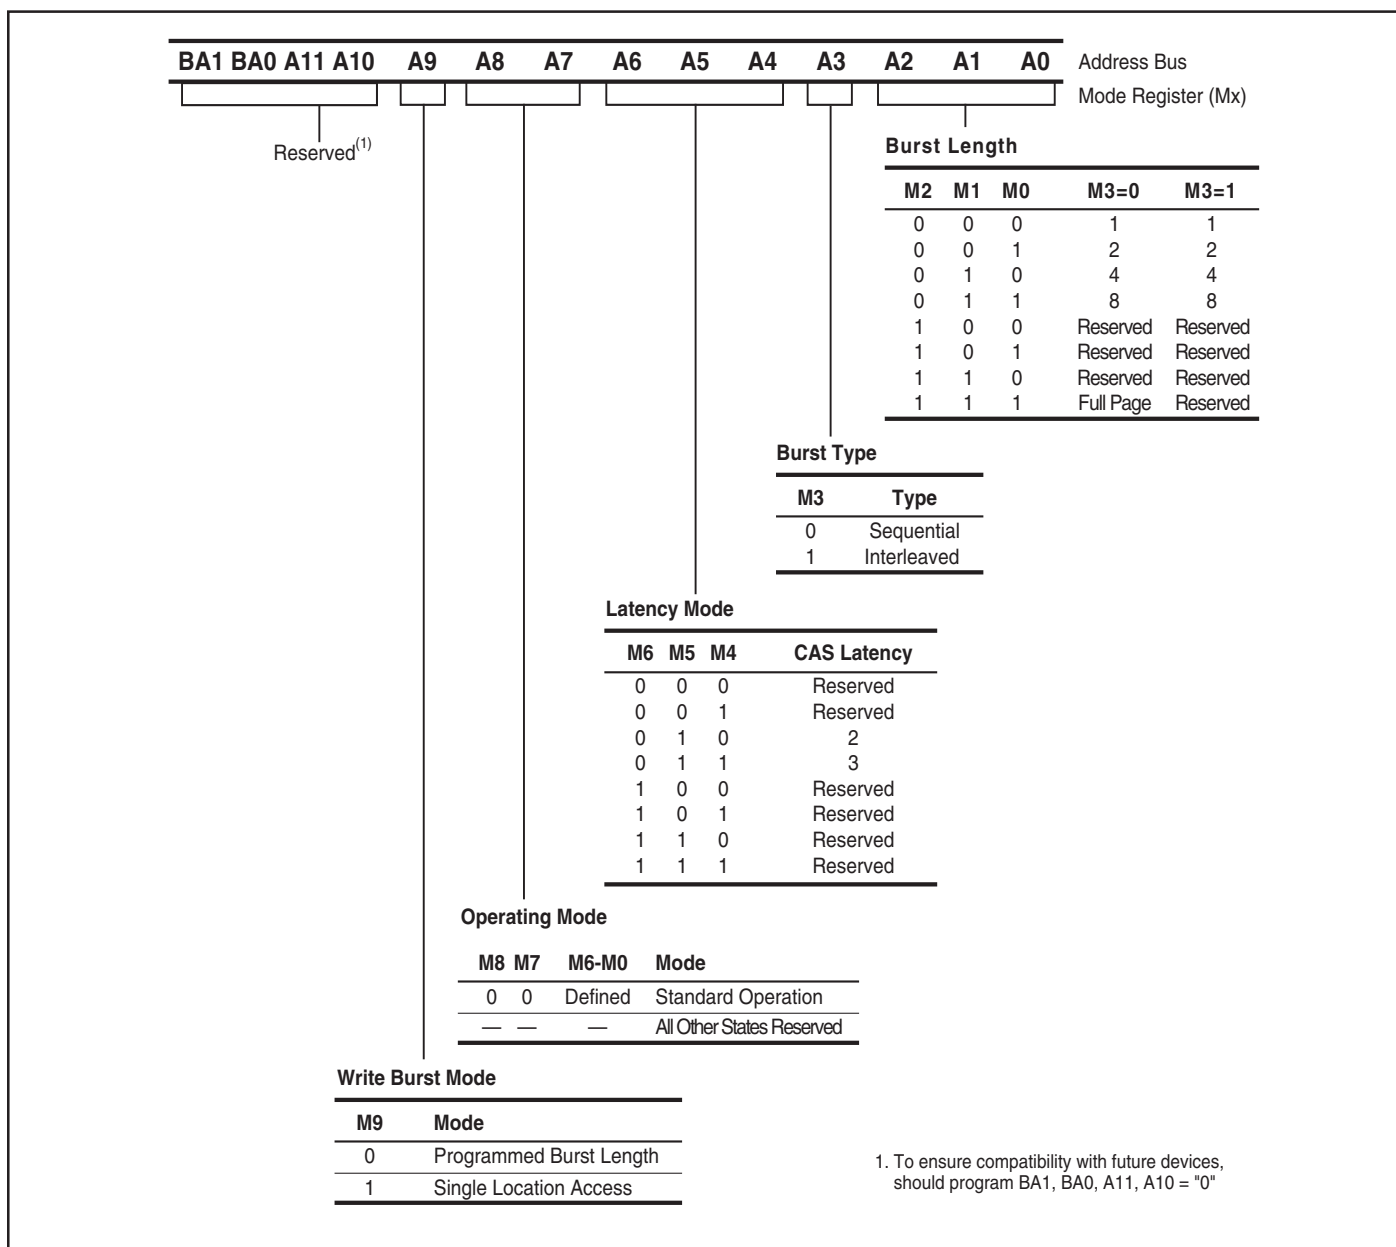 BA1 BA0 A11 A10 A9 A8 A7 A6 A5 A4 A3 A2 A1 A0 Address Bus
Mode Register (Mx)
Reserved(1)
Burst Length
M2 M1 M0 M3=0 M3=1
0 0 0 1 1
0 0 1 2 2
0 1 0 4 4
0 1 1 8 8
1 0 0 Reserved Reserved
1 0 1 Reserved Reserved
1 1 0 Reserved Reserved
1 1 1 Full Page Reserved
Burst Type
M3 Type
0 Sequential
1 Interleaved
Latency Mode
M6 M5 M4 CAS Latency
0 0 0 Reserved
0 0 1 Reserved
0 1 0 2
0 1 1 3
1 0 0 Reserved
1 0 1 Reserved
1 1 0 Reserved
1 1 1 Reserved
Operating Mode
M8 M7 M6-M0 Mode
0 0 Defined Standard Operation
— — — All Other States Reserved
Write Burst Mode
M9 Mode
0 Programmed Burst Length
1 Single Location Access
1. To ensure compatibility with future devices,
should program BA1, BA0, A11, A10 = "0"